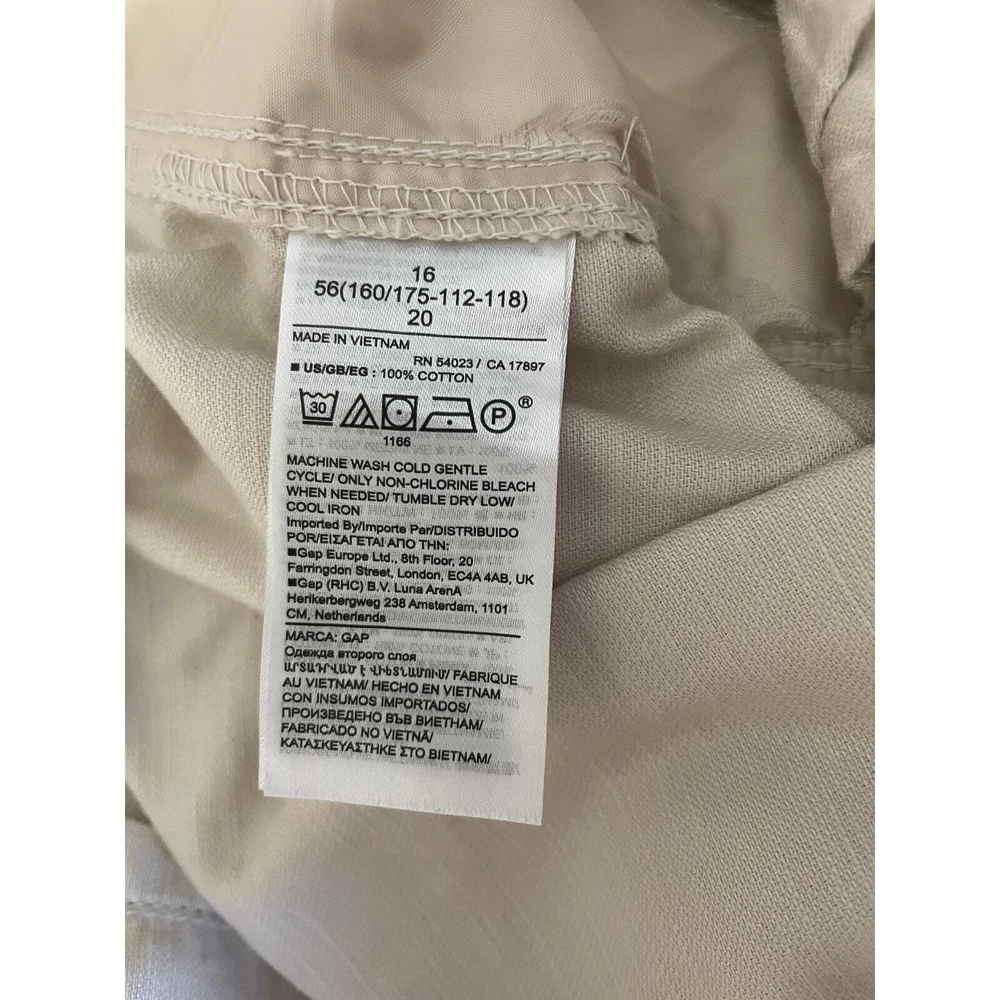 16
56(160/175-112-118)
20
MADE IN VIETNAM
RN 54023 / CA 17897
■ US/GB/EG : 100% COTTON
30 P ®
1166
MACHINE WASH COLD GENTLE
CYCLE/ ONLY NON-CHLORINE BLEACH
WHEN NEEDED/ TUMBLE DRY LOW/
COOL IRON
Imported By/Importe Par/DISTRIBUIDO
POR/ΕΙΣΑΓΕΤΑΙ ΑΠΟ ΤΗΝ:
■Gap Europe Ltd., 8th Floor, 20
Farringdon Street, London, EC4A 4AB, UK
■Gap (RHC) B.V. Luna ArenA
Herikerbergweg 238 Amsterdam, 1101
CM, Netherlands
MARCA: GAP
Одежда второго слоя
ԱՐՏԱԴՐՎԱԾ Է ՎԻԵՏՆԱՄՈՒՄ/ FABRIQUE
AU VIETNAM/ HECHO EN VIETNAM
CON INSUMOS IMPORTADOS/
ПРОИЗВЕДЕНО ВЪВ ВИЕТНАМ/
FABRICADO NO VIETNÃ/
ΚΑΤΑΣΚΕΥΑΣΤΗΚΕ ΣΤΟ ΒΙΕΤΝΑΜ/